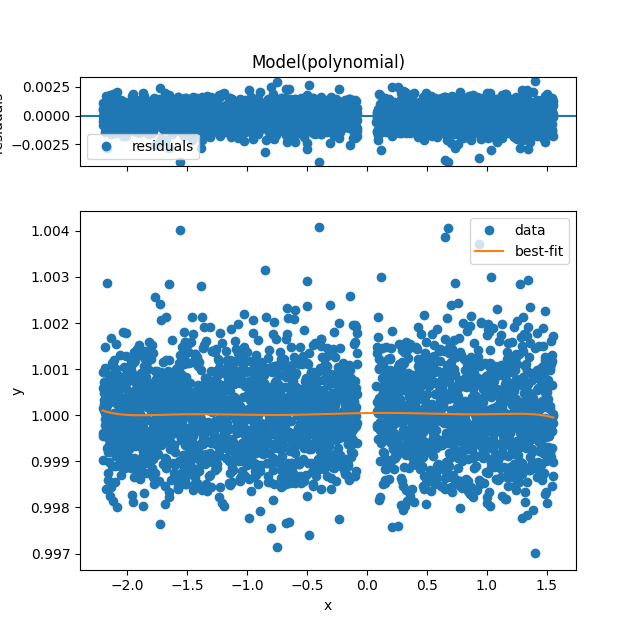 Model(polynomial)
0.0025
0.0000
−0.0025
residuals
residuals
1.004
1.003
1.002
1.001
1.000
0.999
0.998
0.997
y
data
best-fit
−2.0 −1.5 −1.0 −0.5 0.0 0.5 1.0 1.5
x